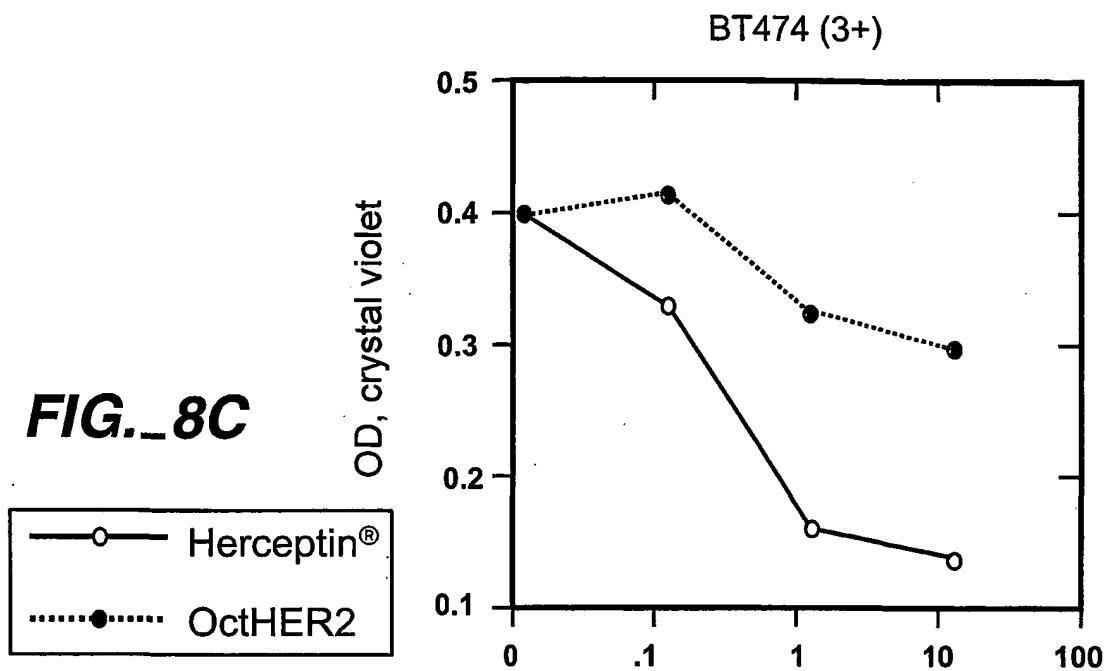 BT474 (3+)
0.5
0.4
0.3
0.2
0.1
OD, crystal violet
0 .1 1 10 100
FIG._8C
Herceptin®
OctHER2